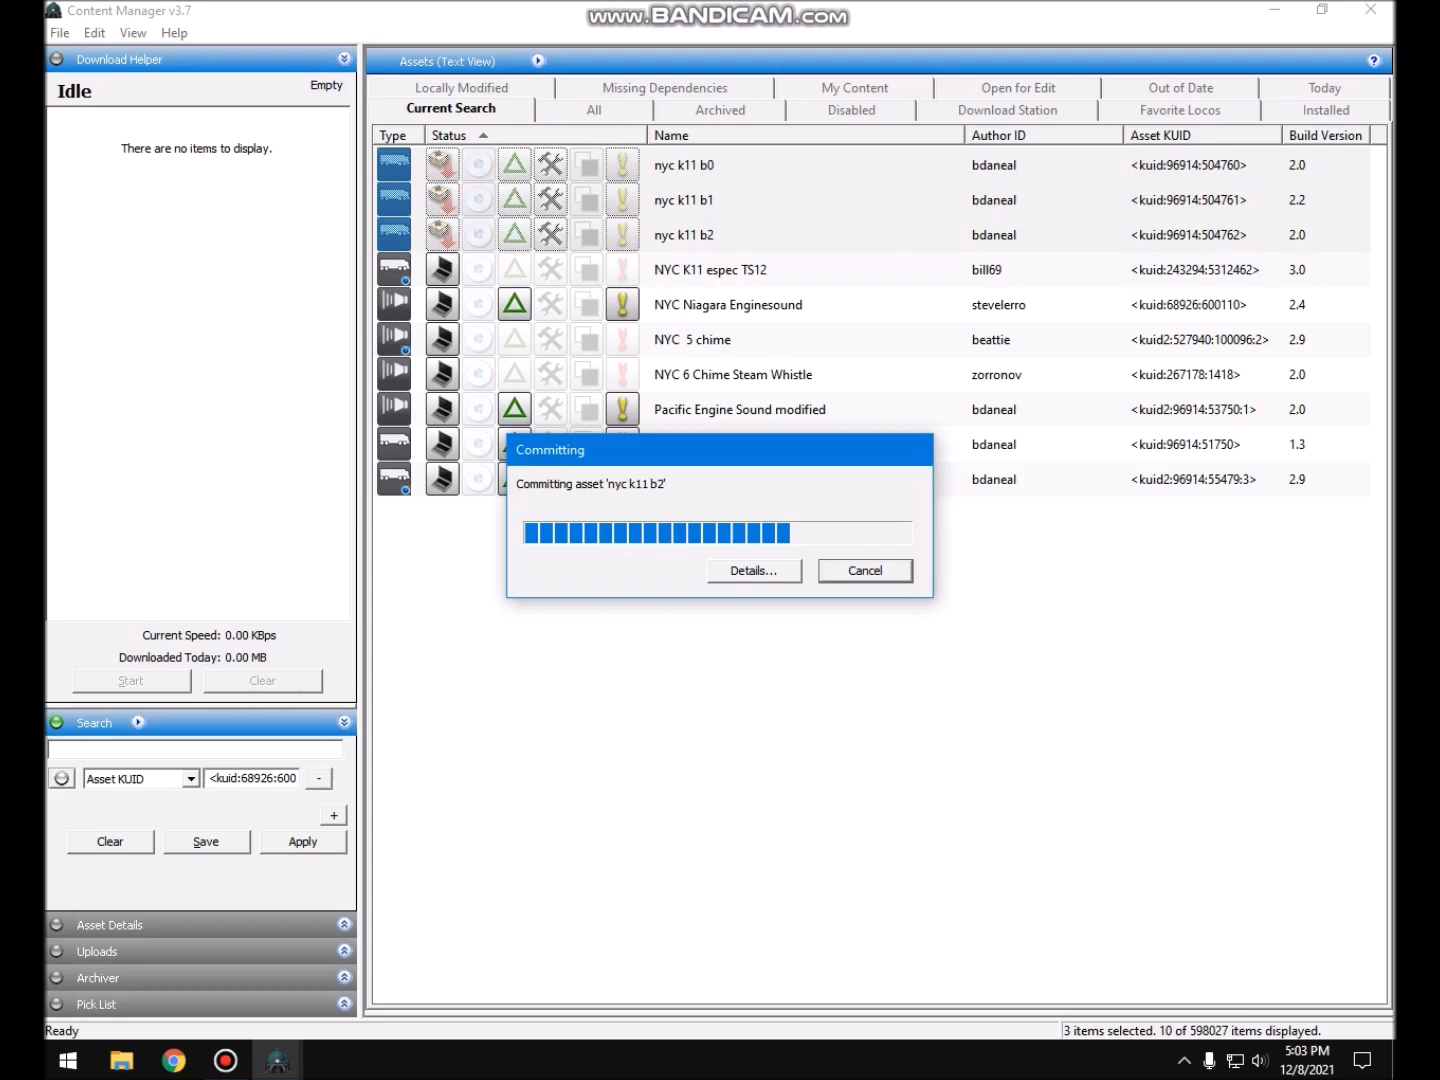 Content Manager v3.7
www.BANDICAM.com
File Edit View Help
Download Helper
Idle
Empty
There are no items to display.
Current Speed: 0.00 KBps
Downloaded Today: 0.00 MB
Start Clear
Search
Asset KUID <kuid:68926:600 -
+
Clear Save Apply
Asset Details
Uploads
Archiver
Pick List
Ready
Assets (Text View) ?
Locally Modified Missing Dependencies My Content Open for Edit Out of Date Today
Current Search All Archived Disabled Download Station Favorite Locos Installed
Type Status Name Author ID Asset KUID Build Version
nyc k11 b0 bdaneal <kuid:96914:504760> 2.0
nyc k11 b1 bdaneal <kuid:96914:504761> 2.2
nyc k11 b2 bdaneal <kuid:96914:504762> 2.0
NYC K11 espec TS12 bill69 <kuid:243294:5312462> 3.0
NYC Niagara Enginesound stevelerro <kuid:68926:600110> 2.4
NYC  5 chime beattie <kuid2:527940:100096:2> 2.9
NYC 6 Chime Steam Whistle zorronov <kuid:267178:1418> 2.0
Pacific Engine Sound modified bdaneal <kuid2:96914:53750:1> 2.0
bdaneal <kuid:96914:51750> 1.3
bdaneal <kuid2:96914:55479:3> 2.9
Committing
Committing asset 'nyc k11 b2'
Details... Cancel
3 items selected. 10 of 598027 items displayed.
5:03 PM
12/8/2021